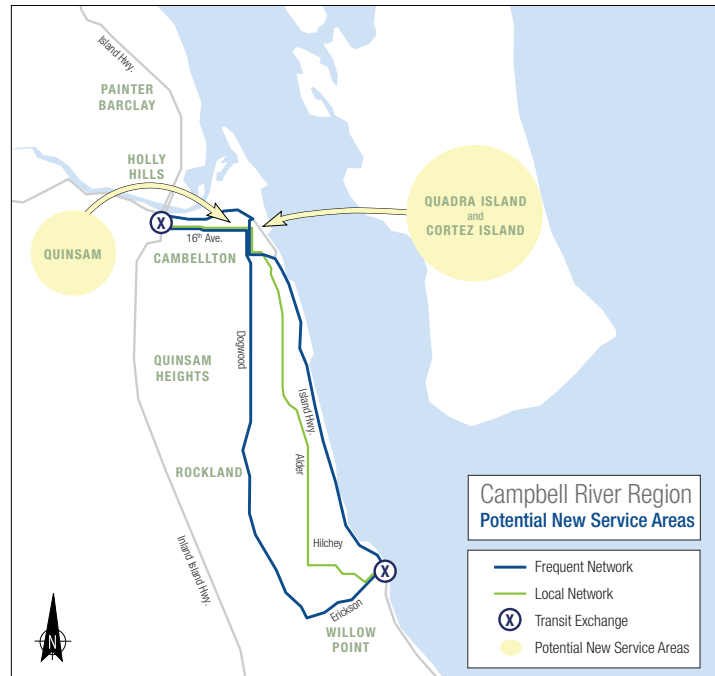 Island Hwy.
PAINTER
BARCLAY
HOLLY
HILLS
QUADRA ISLAND
and
CORTEZ ISLAND
X
QUINSAM
16th Ave.
CAMBELLTON
Dogwood
QUINSAM
HEIGHTS
Island Hwy.
Alder
ROCKLAND
Inland Island Hwy.
Hilchey
X
Erickson
WILLOW
POINT
N
Campbell River Region
Potential New Service Areas
Frequent Network
Local Network
X Transit Exchange
Potential New Service Areas